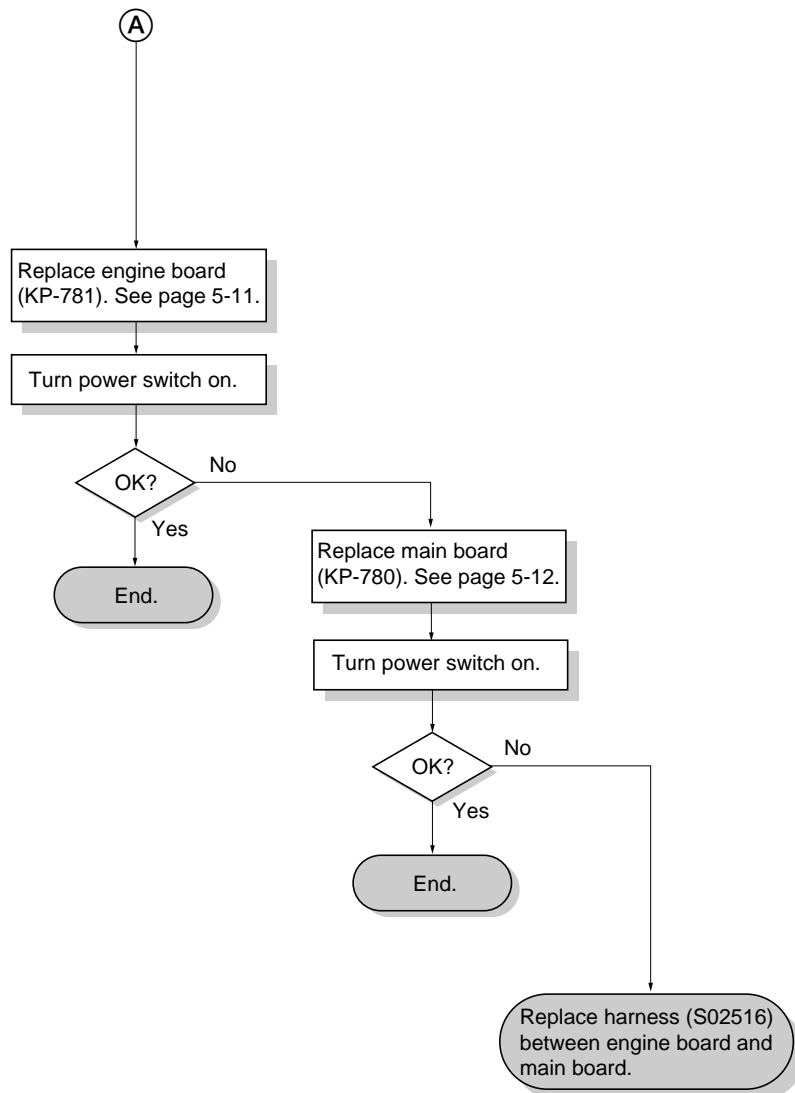 A
Replace engine board
(KP-781). See page 5-11.
Turn power switch on.
OK?
No
Yes
End.
Replace main board
(KP-780). See page 5-12.
Turn power switch on.
OK?
No
Yes
End.
Replace harness (S02516)
between engine board and
main board.